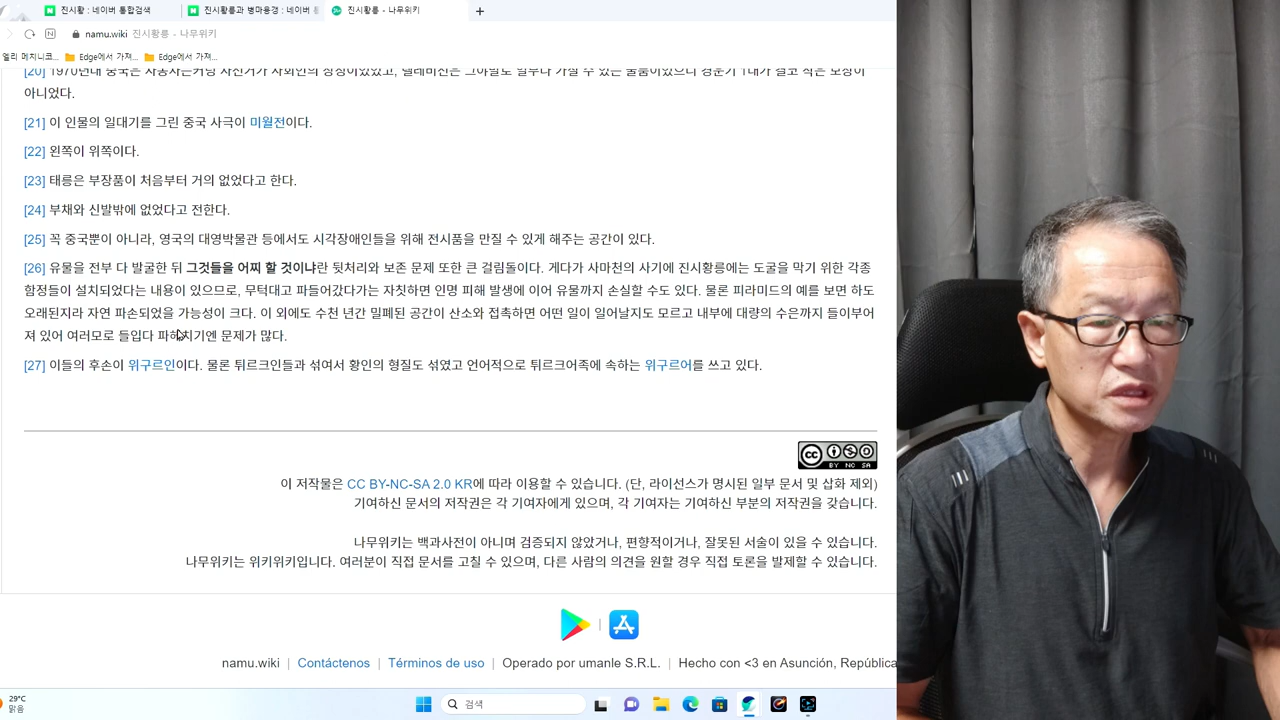 진시황 : 네이버 통합검색
진시황릉과 병마용갱 : 네이버
진시황릉 - 나무위키
namu.wiki 진시황릉 - 나무위키
엘리 메치니코... Edge에서 가져... Edge에서 가져...
[20] 1970년대 중국은
아니었다.
[21] 이 인물의 일대기를 그린 중국 사극이 미월전이다.
[22] 왼쪽이 위쪽이다.
[23] 태릉은 부장품이 처음부터 거의 없었다고 한다.
[24] 부채와 신발밖에 없었다고 전한다.
[25] 꼭 중국뿐이 아니라, 영국의 대영박물관 등에서도 시각장애인들을 위해 전시품을 만질 수 있게 해주는 공간이 있다.
[26] 유물을 전부 다 발굴한 뒤 그것들을 어찌 할 것이냐란 뒷처리와 보존 문제 또한 큰 걸림돌이다. 게다가 사마천의 사기에 진시황릉에는 도굴을 막기 위한 각종
함정들이 설치되었다는 내용이 있으므로, 무턱대고 파들어갔다가는 자칫하면 인명 피해 발생에 이어 유물까지 손실할 수도 있다. 물론 피라미드의 예를 보면 하도
오래된지라 자연 파손되었을 가능성이 크다. 이 외에도 수천 년간 밀폐된 공간이 산소와 접촉하면 어떤 일이 일어날지도 모르고 내부에 대량의 수은까지 들이부어
져 있어 여러모로 들입다 파헤치기엔 문제가 많다.
[27] 이들의 후손이 위구르인이다. 물론 튀르크인들과 섞여서 황인의 형질도 섞였고 언어적으로 튀르크어족에 속하는 위구르어를 쓰고 있다.
cc BY NC SA
이 저작물은 CC BY-NC-SA 2.0 KR에 따라 이용할 수 있습니다. (단, 라이선스가 명시된 일부 문서 및 삽화 제외)
기여하신 문서의 저작권은 각 기여자에게 있으며, 각 기여자는 기여하신 부분의 저작권을 갖습니다.
나무위키는 백과사전이 아니며 검증되지 않았거나, 편향적이거나, 잘못된 서술이 있을 수 있습니다.
나무위키는 위키위키입니다. 여러분이 직접 문서를 고칠 수 있으며, 다른 사람의 의견을 원할 경우 직접 토론을 발제할 수 있습니다.
namu.wiki | Contáctenos | Términos de uso | Operado por umanle S.R.L. | Hecho con <3 en Asunción, República
29°C
맑음
검색